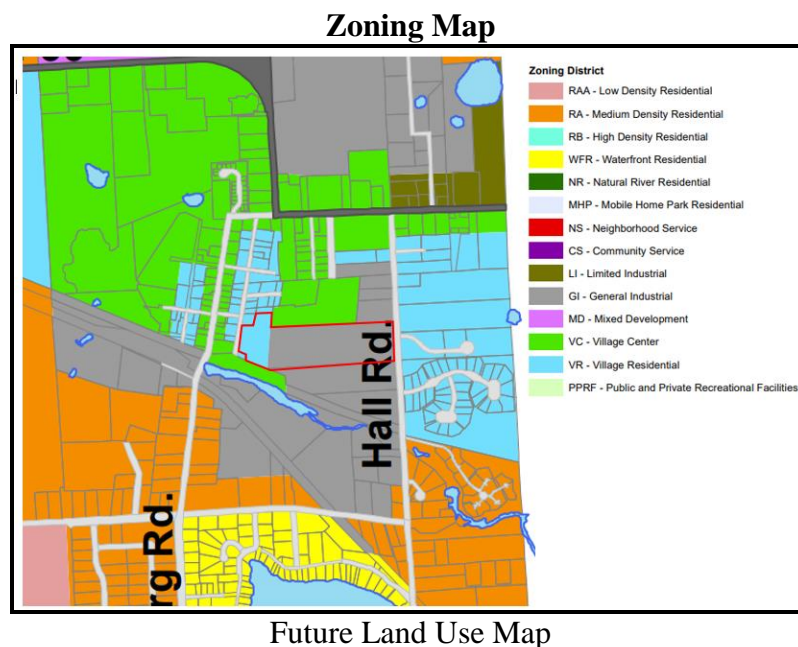 Zoning Map
Zoning District
RAA - Low Density Residential
RA - Medium Density Residential
RB - High Density Residential
WFR - Waterfront Residential
NR - Natural River Residential
MHP - Mobile Home Park Residential
NS - Neighborhood Service
CS - Community Service
LI - Limited Industrial
GI - General Industrial
MD - Mixed Development
VC - Village Center
VR - Village Residential
PPRF - Public and Private Recreational Facilities
Hall Rd.
rg Rd.
Future Land Use Map